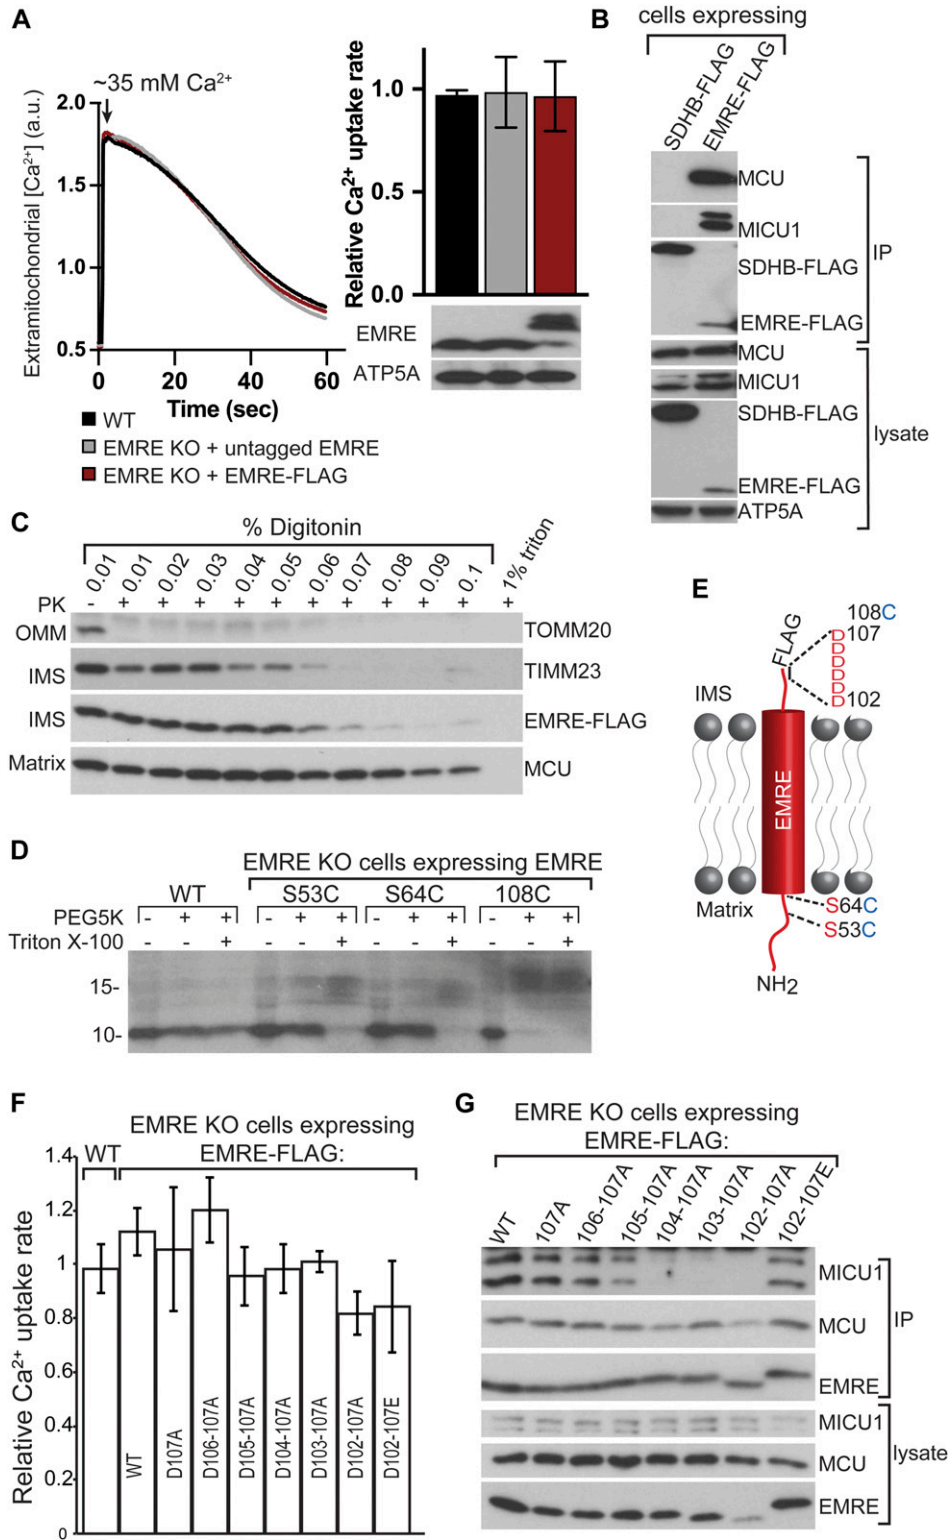 A
~35 mM Ca²⁺
Extramitochondrial [Ca²⁺] (a.u.)
2.0
1.5
1.0
0.5
0
20
40
60
Time (sec)
WT
EMRE KO + untagged EMRE
EMRE KO + EMRE-FLAG
Relative Ca²⁺ uptake rate
1.0
0.5
0.0
EMRE
ATP5A
B
cells expressing
SDHB-FLAG
EMRE-FLAG
MCU
MICU1
SDHB-FLAG
EMRE-FLAG
IP
MCU
MICU1
SDHB-FLAG
EMRE-FLAG
ATP5A
lysate
C
% Digitonin
0.01 0.01 0.02 0.03 0.04 0.05 0.06 0.07 0.08 0.09 0.1 1% triton
PK - + + + + + + + + + + +
OMM TOMM20
IMS TIMM23
IMS EMRE-FLAG
Matrix MCU
D
EMRE KO cells expressing EMRE
WT S53C S64C 108C
PEG5K - + + - + + - + + - + +
Triton X-100 - - + - - + - - + - - +
15-
10-
E
108C
FLAG
D107
D
D
D
D
D102
IMS
EMRE
Matrix
S64C
S53C
NH2
F
EMRE KO cells expressing
WT EMRE-FLAG:
Relative Ca²⁺ uptake rate
1.4
1.2
1
0.8
0.6
0.4
0.2
0
WT
D107A
D106-107A
D105-107A
D104-107A
D103-107A
D102-107A
D102-107E
G
EMRE KO cells expressing
EMRE-FLAG:
WT
107A
106-107A
105-107A
104-107A
103-107A
102-107A
102-107E
MICU1
MCU
EMRE
IP
MICU1
MCU
EMRE
lysate